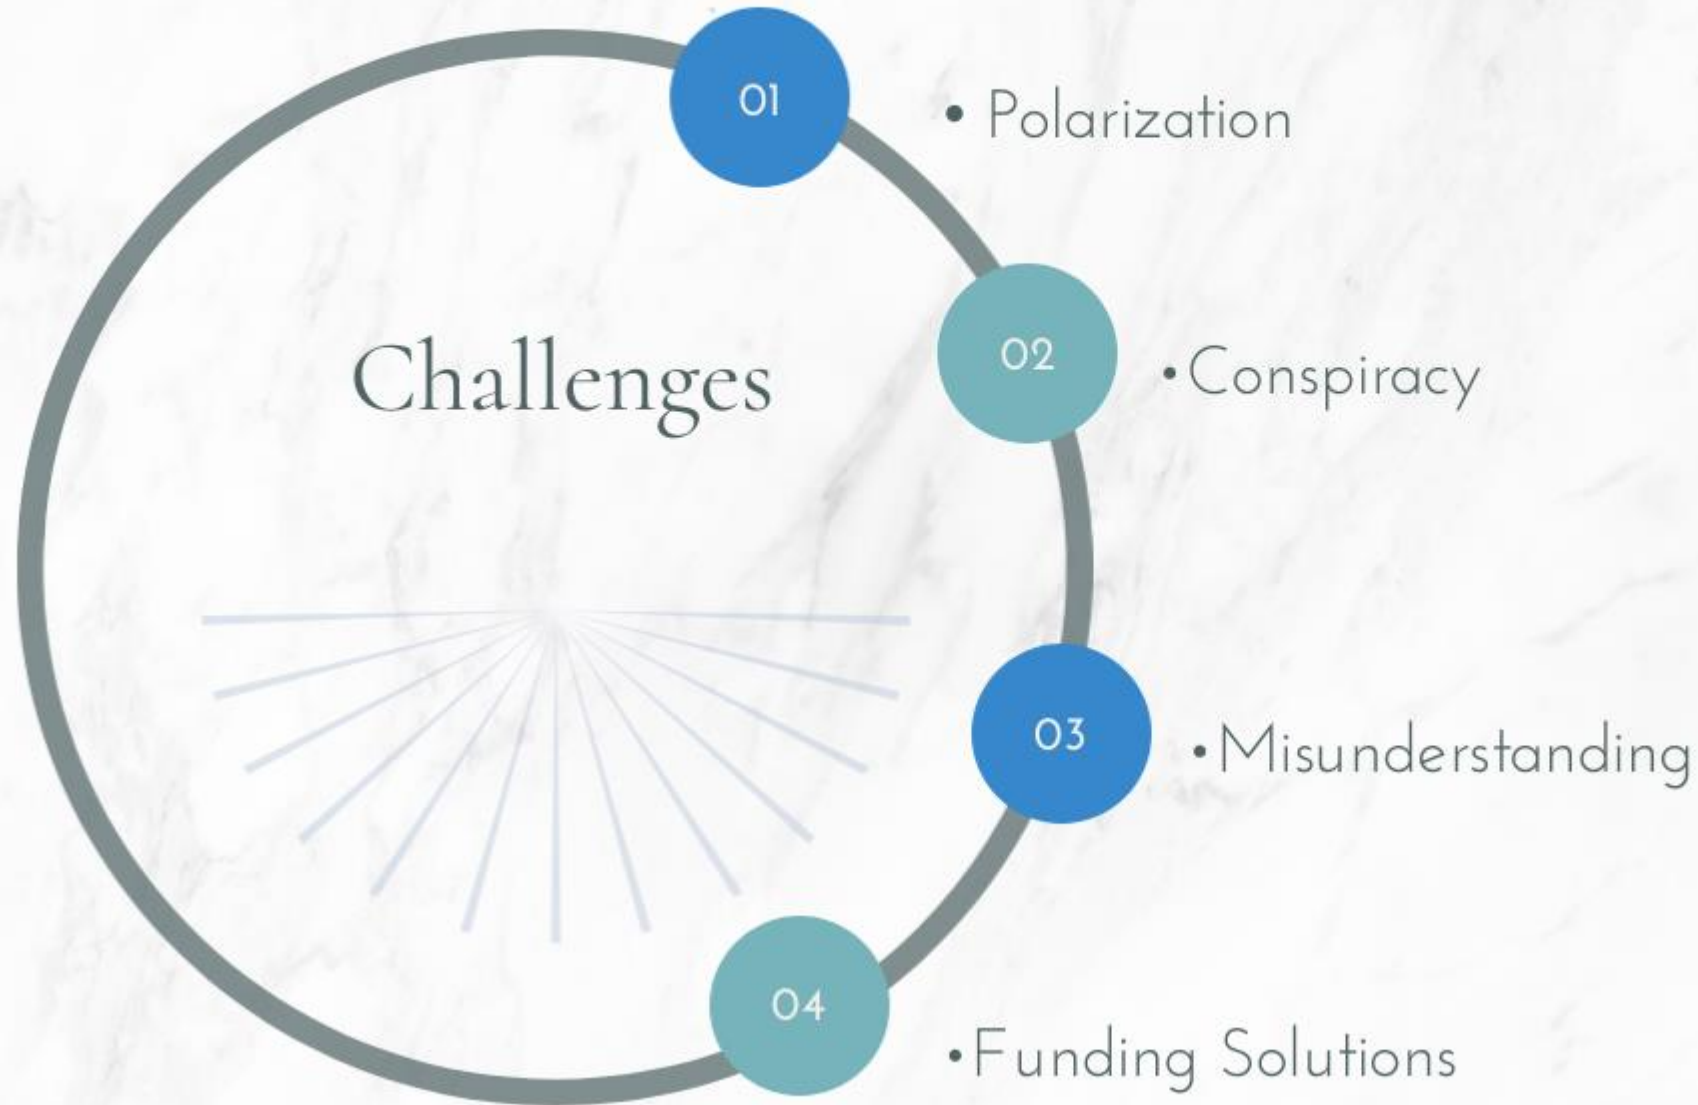 01
• Polarization
Challenges
02
• Conspiracy
03
• Misunderstanding
04
• Funding Solutions